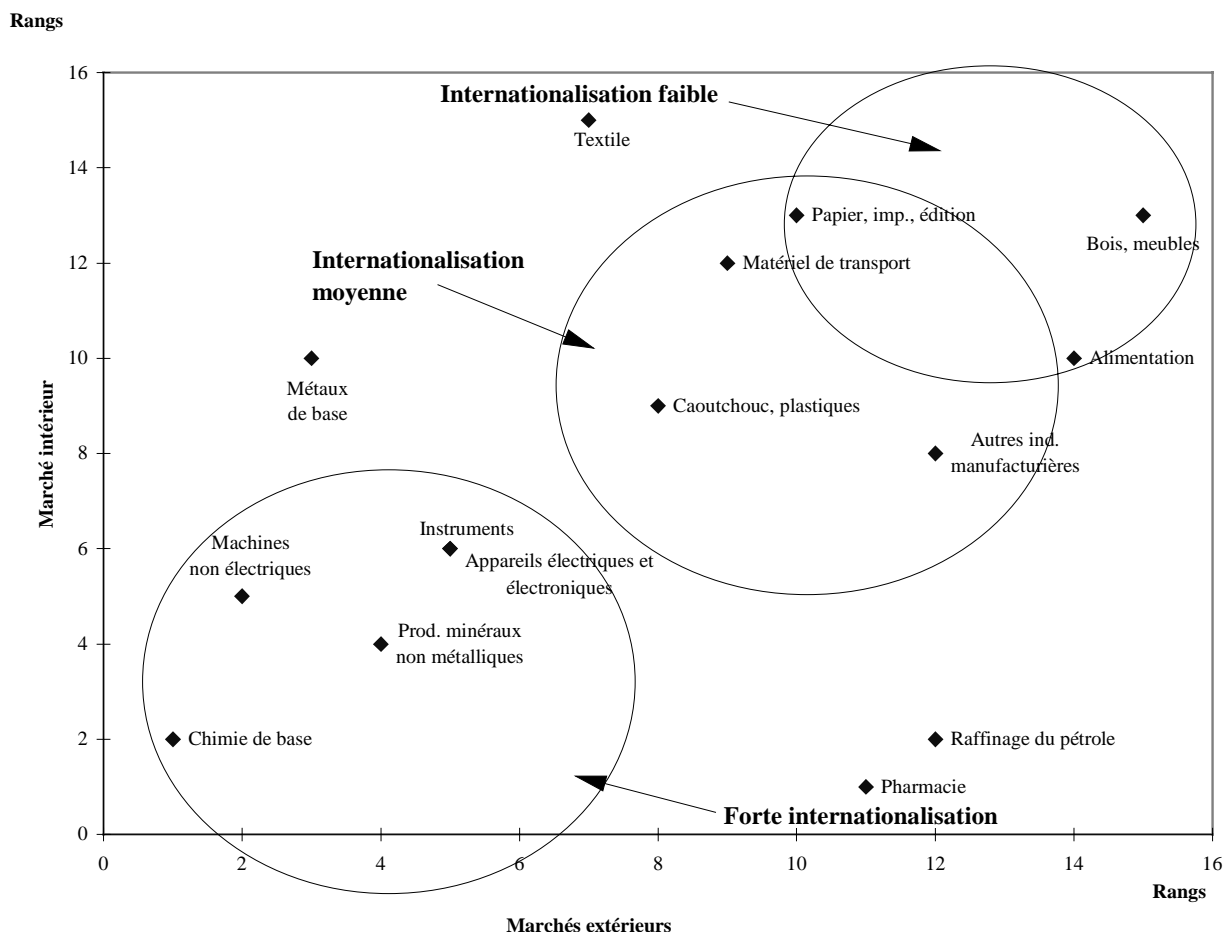 Rangs
16
Internationalisation faible
Textile
14
Papier, imp., édition
Bois, meubles
Internationalisation
moyenne
12
Matériel de transport
10
Métaux
de base
Alimentation
Caoutchouc, plastiques
Marché intérieur
8
Autres ind.
manufacturières
6
Machines
non électriques
Instruments
Appareils électriques et
électroniques
4
Prod. minéraux
non métalliques
2
Chimie de base
Raffinage du pétrole
Pharmacie
Forte internationalisation
0
0
2
4
6
8
10
12
14
16
Rangs
Marchés extérieurs